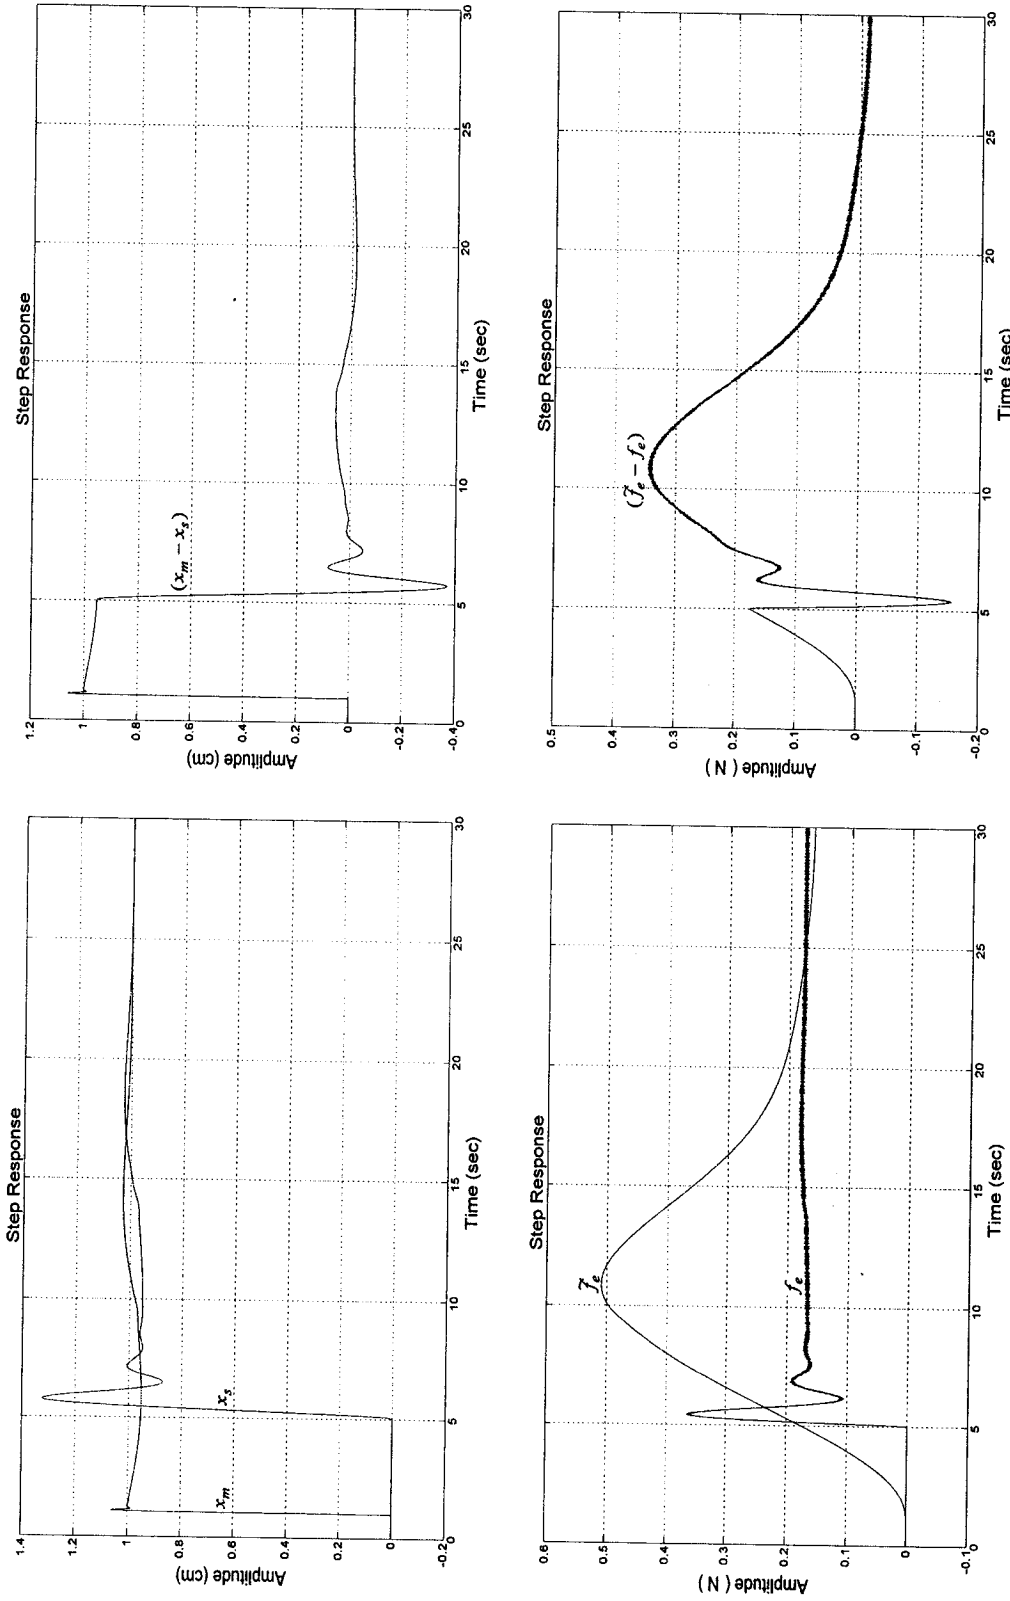 Step Response
1.4
1.2
1
0.8
0.6
0.4
0.2
0
-0.2
Amplitude (cm)
x_m
x_s
0 5 10 15 20 25 30
Time (sec)
Step Response
1.2
1
0.8
0.6
0.4
0.2
0
-0.2
-0.4
Amplitude (cm)
(x_m − x_s)
0 5 10 15 20 25 30
Time (sec)
Step Response
0.6
0.5
0.4
0.3
0.2
0.1
0
-0.1
Amplitude ( N )
f̃_e
f_e
0 5 10 15 20 25 30
Time (sec)
Step Response
0.5
0.4
0.3
0.2
0.1
0
-0.1
-0.2
Amplitude ( N )
(f̃_e − f_e)
0 5 10 15 20 25 30
Time (sec)